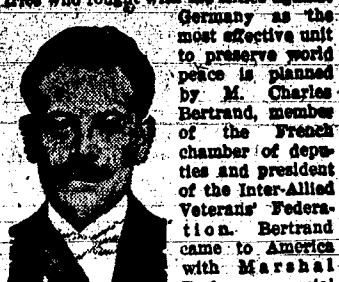 Germany as the
most effective unit
to preserve world
peace is planned
by M. Charles
Bertrand, member
of the French
chamber of depu-
ties and president
of the Inter-Allied
Veterans' Federa-
tion. Bertrand
came to America
with Marshal